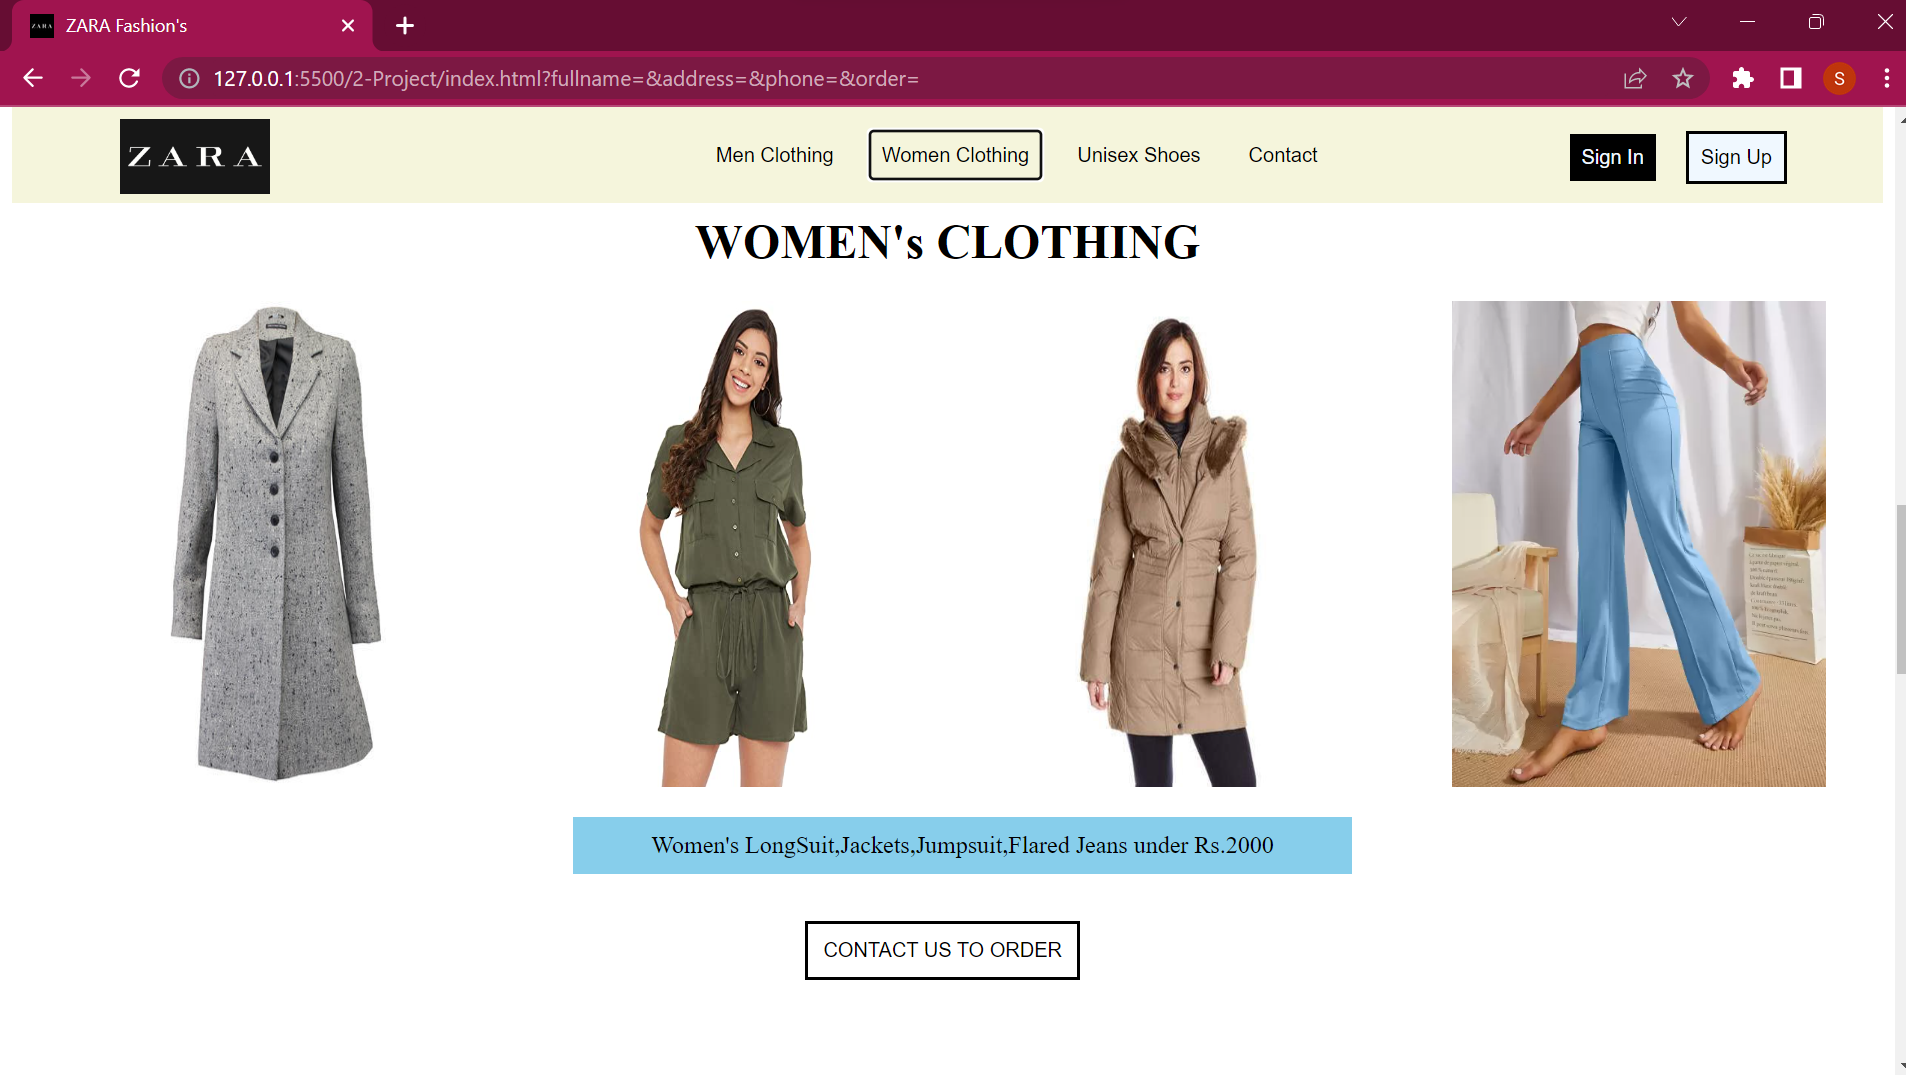 ZARA
ZARA Fashion's
127.0.0.1:5500/2-Project/index.html?fullname=&address=&phone=&order=
S
ZARA
Men Clothing
Women Clothing
Unisex Shoes
Contact
Sign In
Sign Up
WOMEN's CLOTHING
Women's LongSuit,Jackets,Jumpsuit,Flared Jeans under Rs.2000
CONTACT US TO ORDER